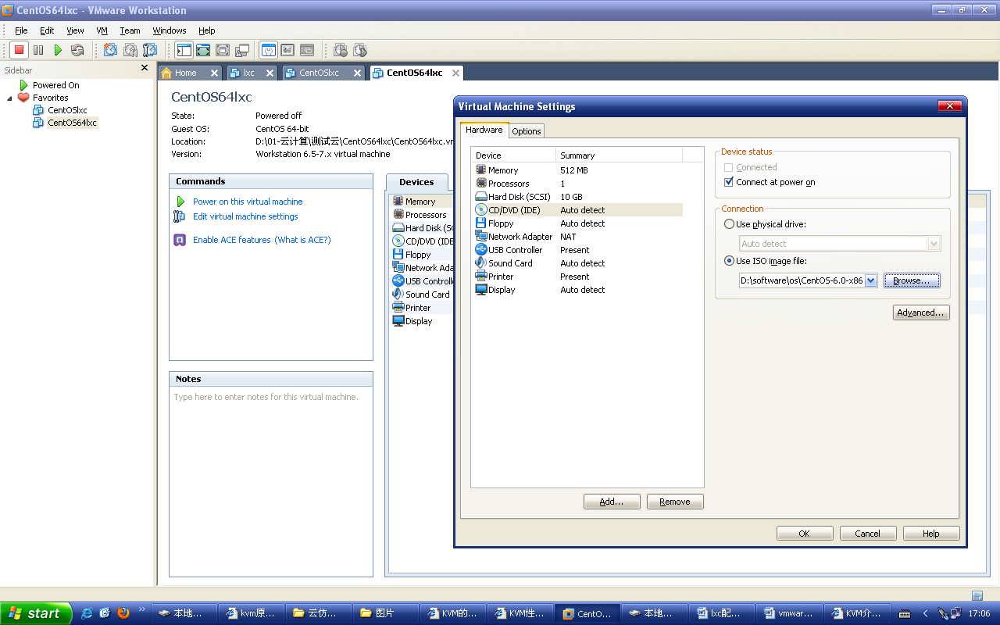 CentOS64lxc - VMware Workstation
File Edit View VM Team Windows Help
Sidebar
Powered On
Favorites
CentOSlxc
CentOS64lxc
Home lxc CentOSlxc CentOS64lxc
CentOS64lxc
State: Powered off
Guest OS: CentOS 64-bit
Location: D:\01-云计算\测试云\CentOS64lxc\CentOS64lxc.vm
Version: Workstation 6.5-7.x virtual machine
Commands
Power on this virtual machine
Edit virtual machine settings
Enable ACE features (What is ACE?)
Notes
Type here to enter notes for this virtual machine.
Devices
Memory
Processors
Hard Disk (SC
CD/DVD (IDE
Floppy
Network Ada
USB Controlle
Sound Card
Printer
Display
Virtual Machine Settings
Hardware Options
Device Summary
Memory 512 MB
Processors 1
Hard Disk (SCSI) 10 GB
CD/DVD (IDE) Auto detect
Floppy Auto detect
Network Adapter NAT
USB Controller Present
Sound Card Auto detect
Printer Present
Display Auto detect
Add... Remove
Device status
Connected
Connect at power on
Connection
Use physical drive:
Auto detect
Use ISO image file:
D:\software\os\CentOS-6.0-x86 Browse...
Advanced...
OK Cancel Help
start 本地... kvm原... 云仿... 图片 KVM的... KVM性... CentO... 本地... lxc配... vmwar... KVM介... 17:06